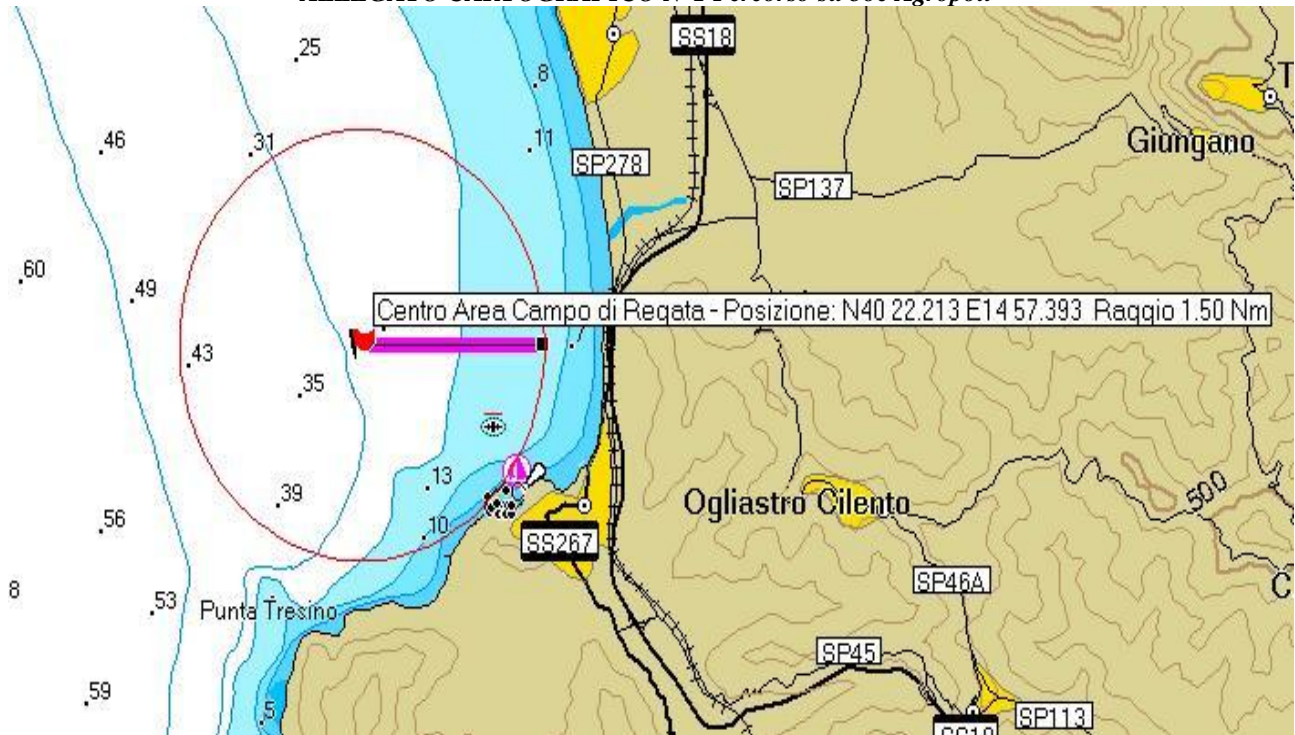 SS18
25
8
T
46
31
11
Giungano
SP278
SP137
60
49
Centro Area Campo di Regata - Posizione: N40 22.213 E14 57.393 Raggio 1.50 Nm
43
35
13
39
Ogliastro Cilento
500
56
10
SS267
SP46A
8
53
Punta Tresino
C
SP45
59
5
SP113